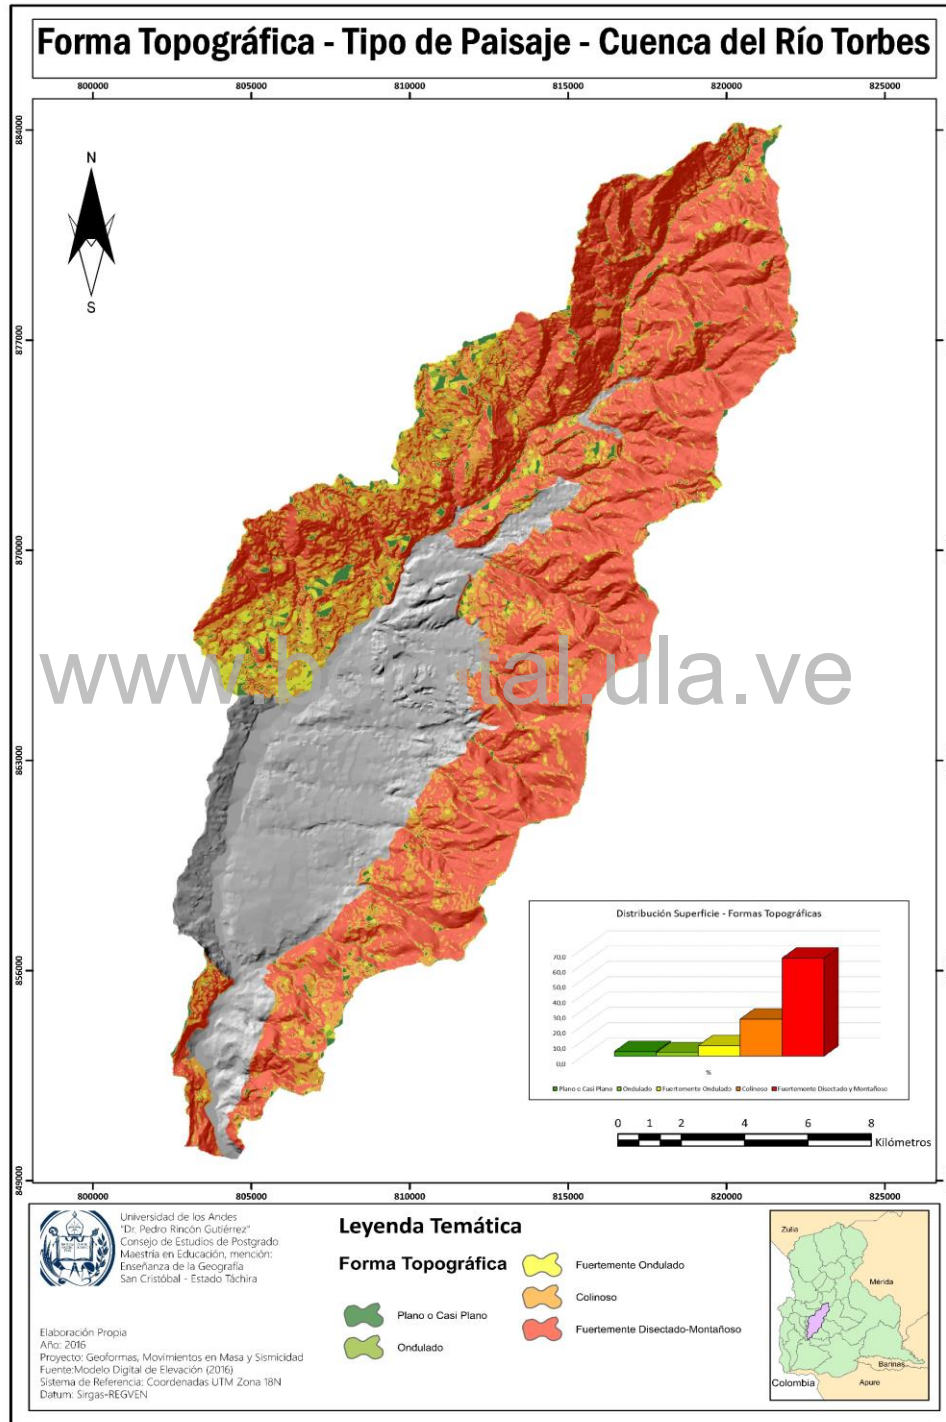 Forma Topográfica - Tipo de Paisaje - Cuenca del Río Torbes
800000 805000 810000 815000 820000 825000
884000
N
S
877000
870000
863000
856000
849000
Distribución Superficie - Formas Topográficas
70,0
60,0
50,0
40,0
30,0
20,0
10,0
0,0
%
Plano o Casi Plano Ondulado Fuertemente Ondulado Colinoso Fuertemente Disectado y Montañoso
0 1 2 4 6 8
Kilómetros
800000 805000 810000 815000 820000 825000
Universidad de los Andes
"Dr. Pedro Rincón Gutiérrez"
Consejo de Estudios de Postgrado
Maestria en Educación, mención:
Enseñanza de la Geografía
San Cristóbal - Estado Táchira
Elaboración Propia
Año: 2016
Proyecto: Geoformas, Movimientos en Masa y Sismicidad
Fuente:Modelo Digital de Elevación (2016)
Sistema de Referencia: Coordenadas UTM Zona 18N
Datum: Sirgas-REGVEN
Leyenda Temática
Forma Topográfica
Plano o Casi Plano
Ondulado
Fuertemente Ondulado
Colinoso
Fuertemente Disectado-Montañoso
Zulia
Mérida
Barinas
Apure
Colombia